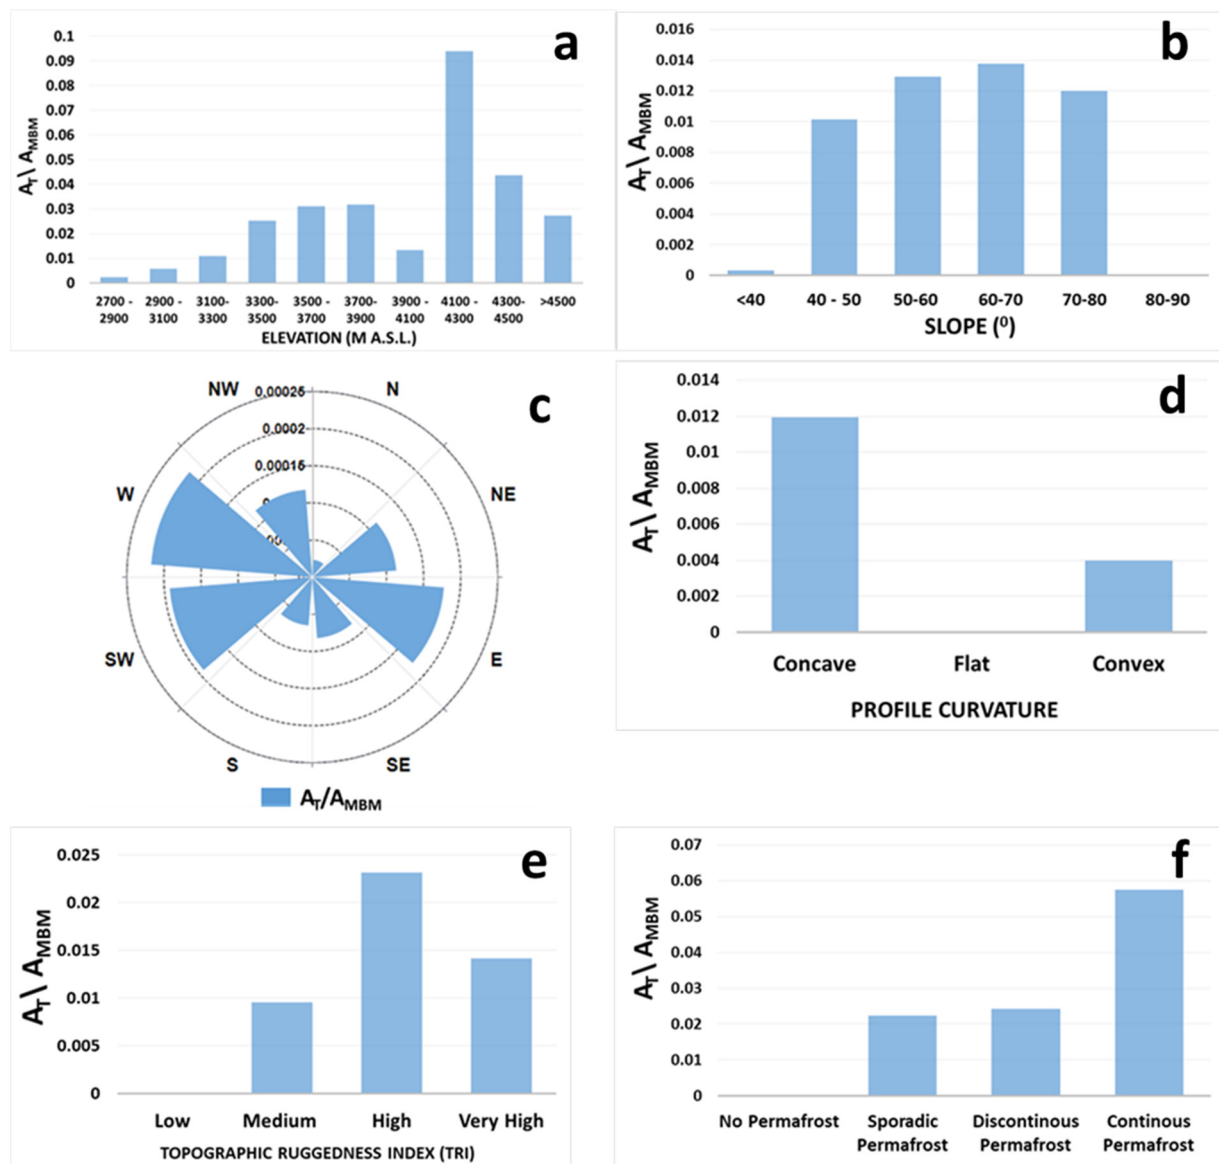 a
0.1
0.09
0.08
0.07
0.06
0.05
0.04
0.03
0.02
0.01
0
AT\ AMBM
2700 - 2900 - 3100- 3300- 3500 - 3700- 3900 - 4100 - 4300- >4500
2900 3100 3300 3500 3700 3900 4100 4300 4500
ELEVATION (M A.S.L.)
b
0.016
0.014
0.012
0.01
0.008
0.006
0.004
0.002
0
AT\ AMBM
<40 40 - 50 50-60 60-70 70-80 80-90
SLOPE (⁰)
c
NW 0.00025 N
0.0002
0.00015
W NE
SW E
S SE
AT/AMBM
d
0.014
0.012
0.01
0.008
0.006
0.004
0.002
0
AT\ AMBM
Concave Flat Convex
PROFILE CURVATURE
e
0.025
0.02
0.015
0.01
0.005
0
AT\ AMBM
Low Medium High Very High
TOPOGRAPHIC RUGGEDNESS INDEX (TRI)
f
0.07
0.06
0.05
0.04
0.03
0.02
0.01
0
AT\ AMBM
No Permafrost Sporadic Discontinous Continous
Permafrost Permafrost Permafrost